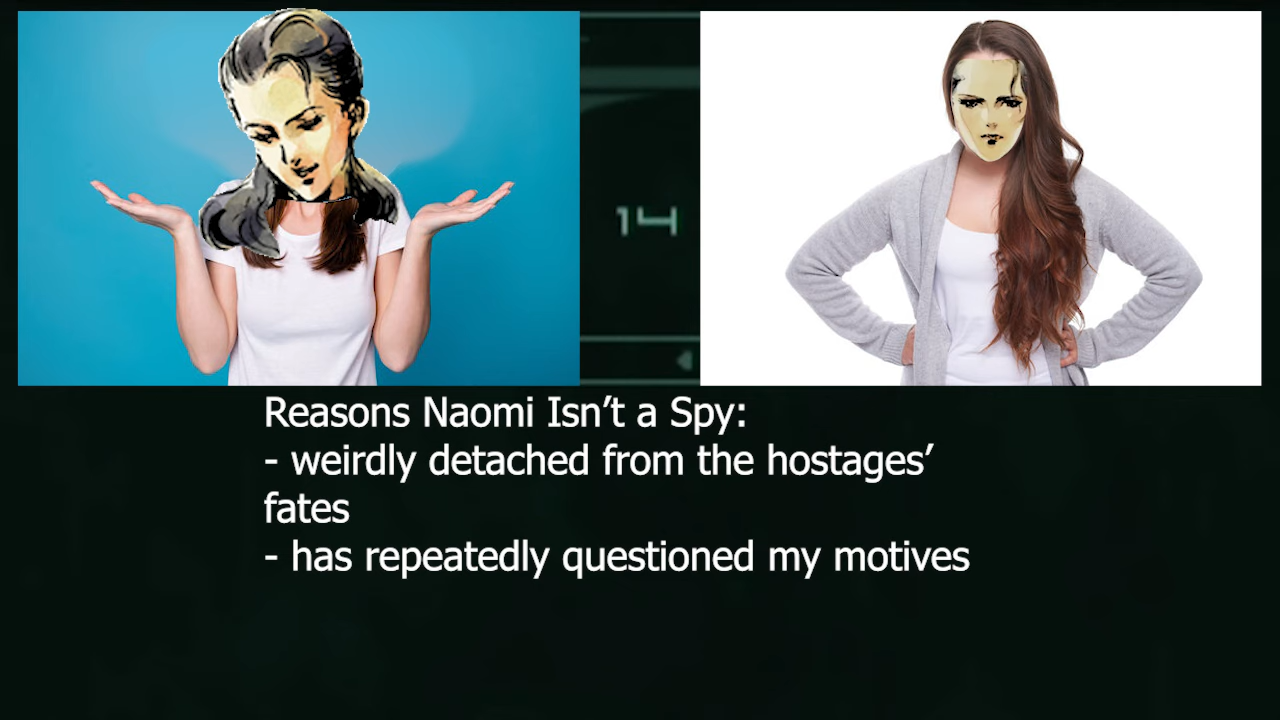 14
Reasons Naomi Isn’t a Spy:
- weirdly detached from the hostages’
fates
- has repeatedly questioned my motives